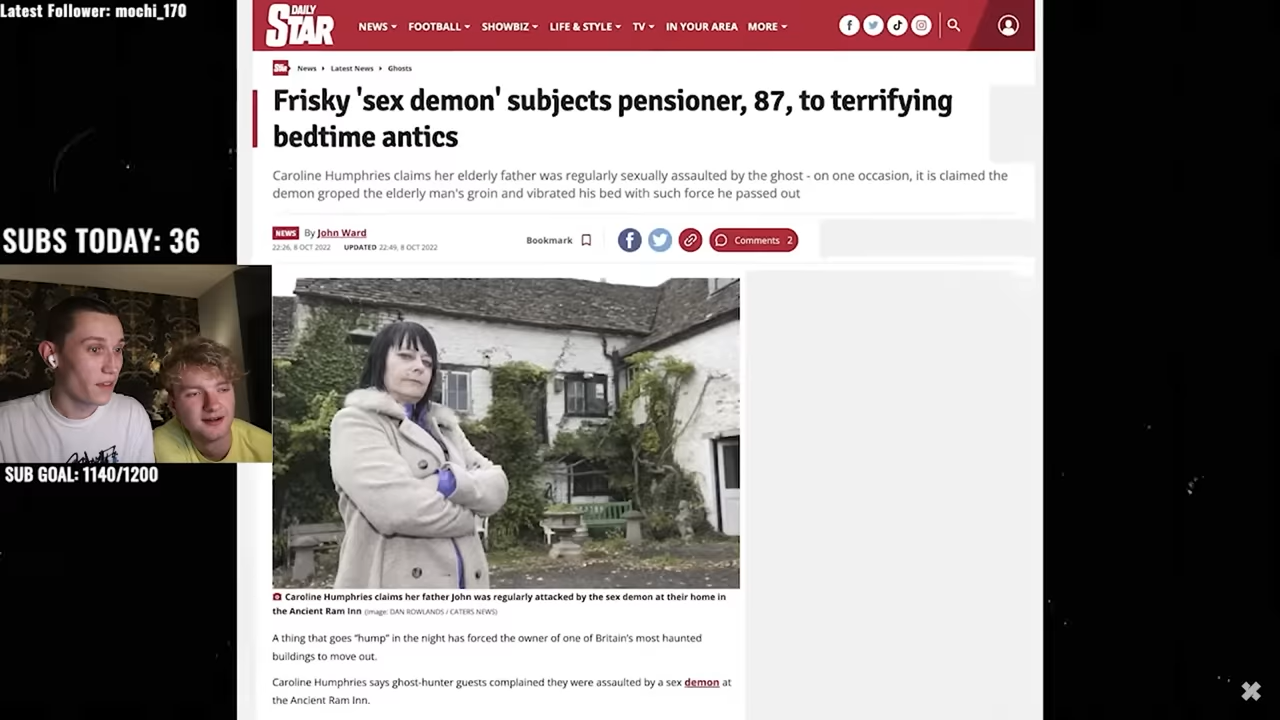 Latest Follower: mochi_170
DAILY
STAR
NEWS FOOTBALL SHOWBIZ LIFE & STYLE TV IN YOUR AREA MORE
News Latest News Ghosts
Frisky 'sex demon' subjects pensioner, 87, to terrifying
bedtime antics
Caroline Humphries claims her elderly father was regularly sexually assaulted by the ghost - on one occasion, it is claimed the
demon groped the elderly man's groin and vibrated his bed with such force he passed out
NEWS By John Ward
22:26, 8 OCT 2022 UPDATED 22:49, 8 OCT 2022
Bookmark
Comments 2
SUBS TODAY: 36
SUB GOAL: 1140/1200
Caroline Humphries claims her father John was regularly attacked by the sex demon at their home in
the Ancient Ram Inn (Image: DAN ROWLANDS / CATERS NEWS)
A thing that goes "hump" in the night has forced the owner of one of Britain's most haunted
buildings to move out.
Caroline Humphries says ghost-hunter guests complained they were assaulted by a sex demon at
the Ancient Ram Inn.